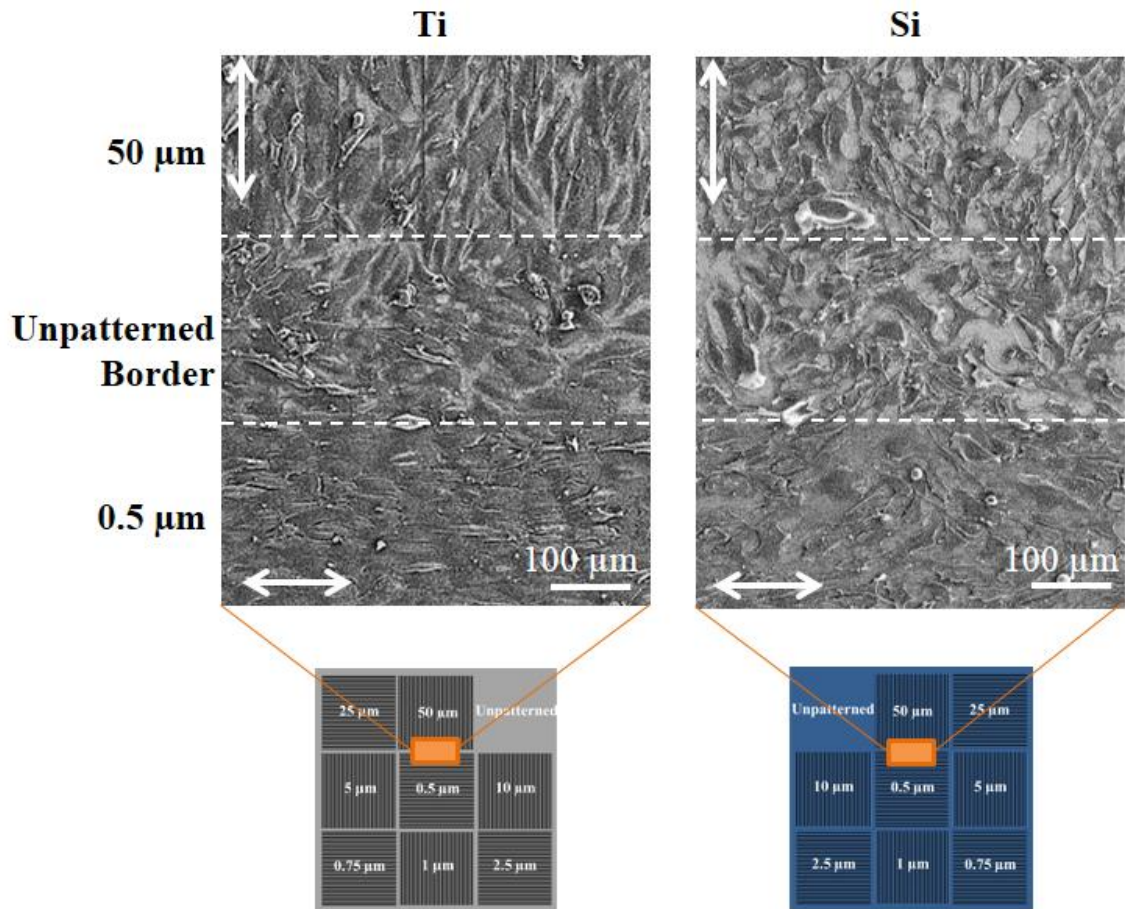 Ti
Si
50 µm
Unpatterned
Border
0.5 µm
100 µm
100 µm
25 µm
50 µm
Unpatterned
5 µm
0.5 µm
10 µm
0.75 µm
1 µm
2.5 µm
Unpatterned
50 µm
25 µm
10 µm
0.5 µm
5 µm
2.5 µm
1 µm
0.75 µm